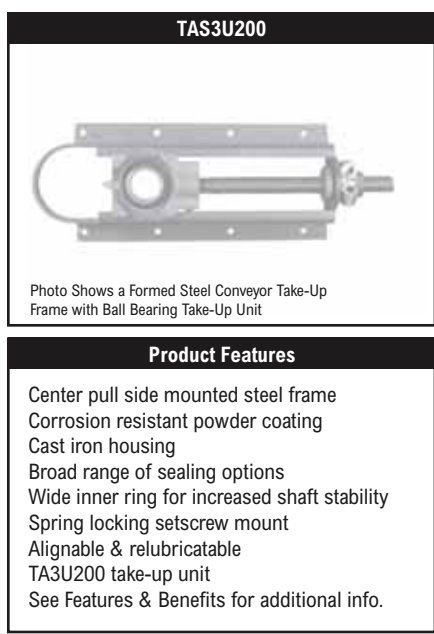 TAS3U200
Photo Shows a Formed Steel Conveyor Take-Up
Frame with Ball Bearing Take-Up Unit
Product Features
Center pull side mounted steel frame
Corrosion resistant powder coating
Cast iron housing
Broad range of sealing options
Wide inner ring for increased shaft stability
Spring locking setscrew mount
Alignable & relubricatable
TA3U200 take-up unit
See Features & Benefits for additional info.